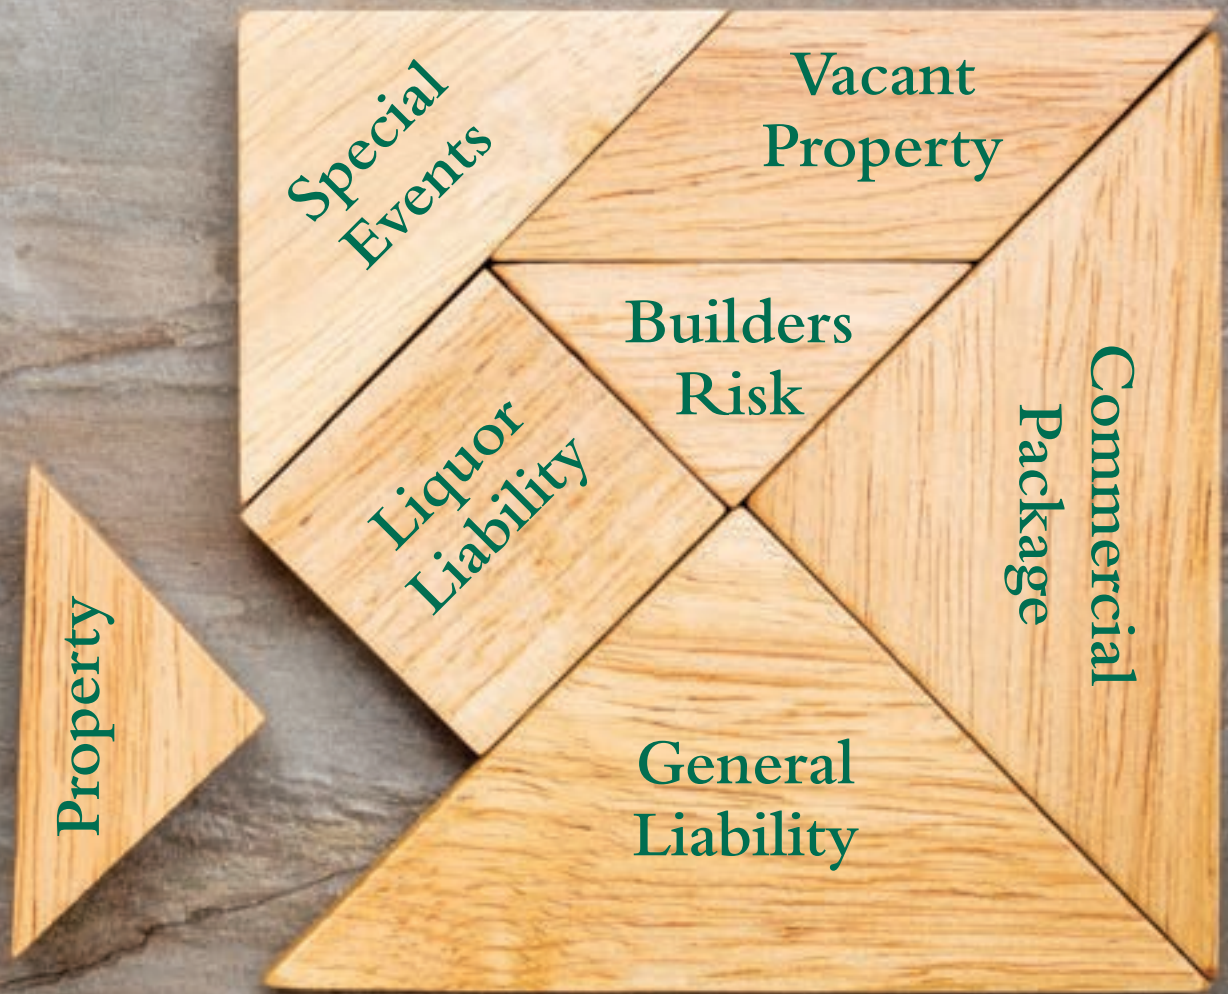 Special
Events
Vacant
Property
Builders
Risk
Liquor
Liability
Commercial
Package
Property
General
Liability